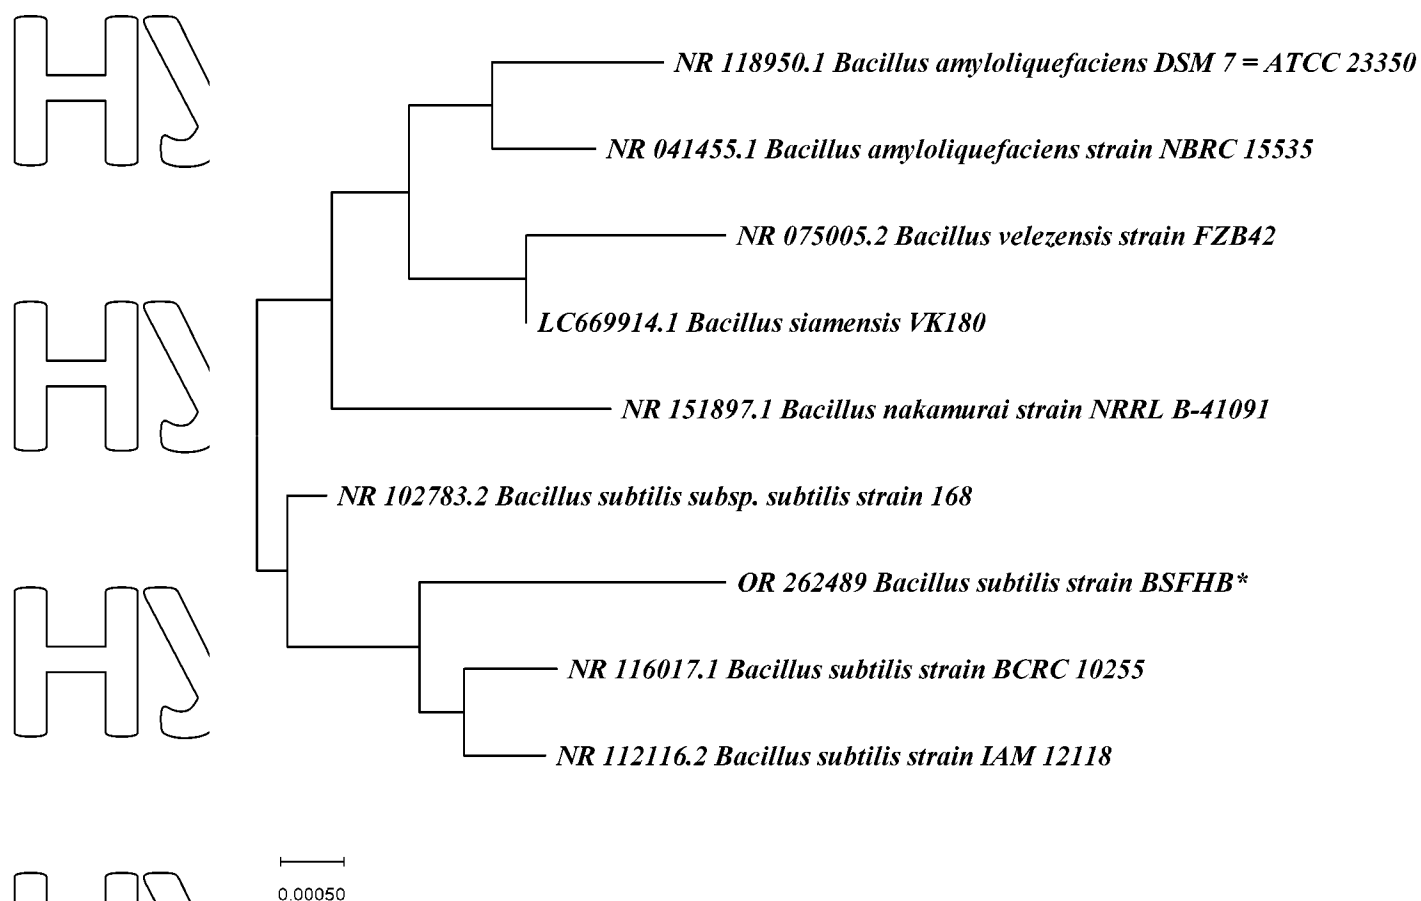 NR 118950.1 Bacillus amyloliquefaciens DSM 7 = ATCC 23350
NR 041455.1 Bacillus amyloliquefaciens strain NBRC 15535
NR 075005.2 Bacillus velezensis strain FZB42
LC669914.1 Bacillus siamensis VK180
NR 151897.1 Bacillus nakamurai strain NRRL B-41091
NR 102783.2 Bacillus subtilis subsp. subtilis strain 168
OR 262489 Bacillus subtilis strain BSFHB*
NR 116017.1 Bacillus subtilis strain BCRC 10255
NR 112116.2 Bacillus subtilis strain IAM 12118
0.00050